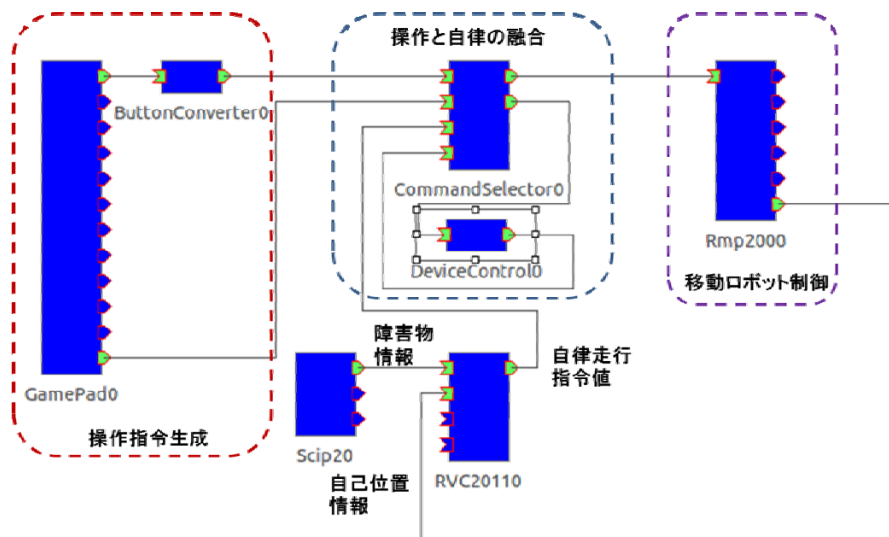 操作と自律の融合
ButtonConverter0
CommandSelector0
DeviceControl0
Rmp2000
移動ロボット制御
障害物
情報
自律走行
指令値
GamePad0
操作指令生成
Scip20
自己位置
情報
RVC20110